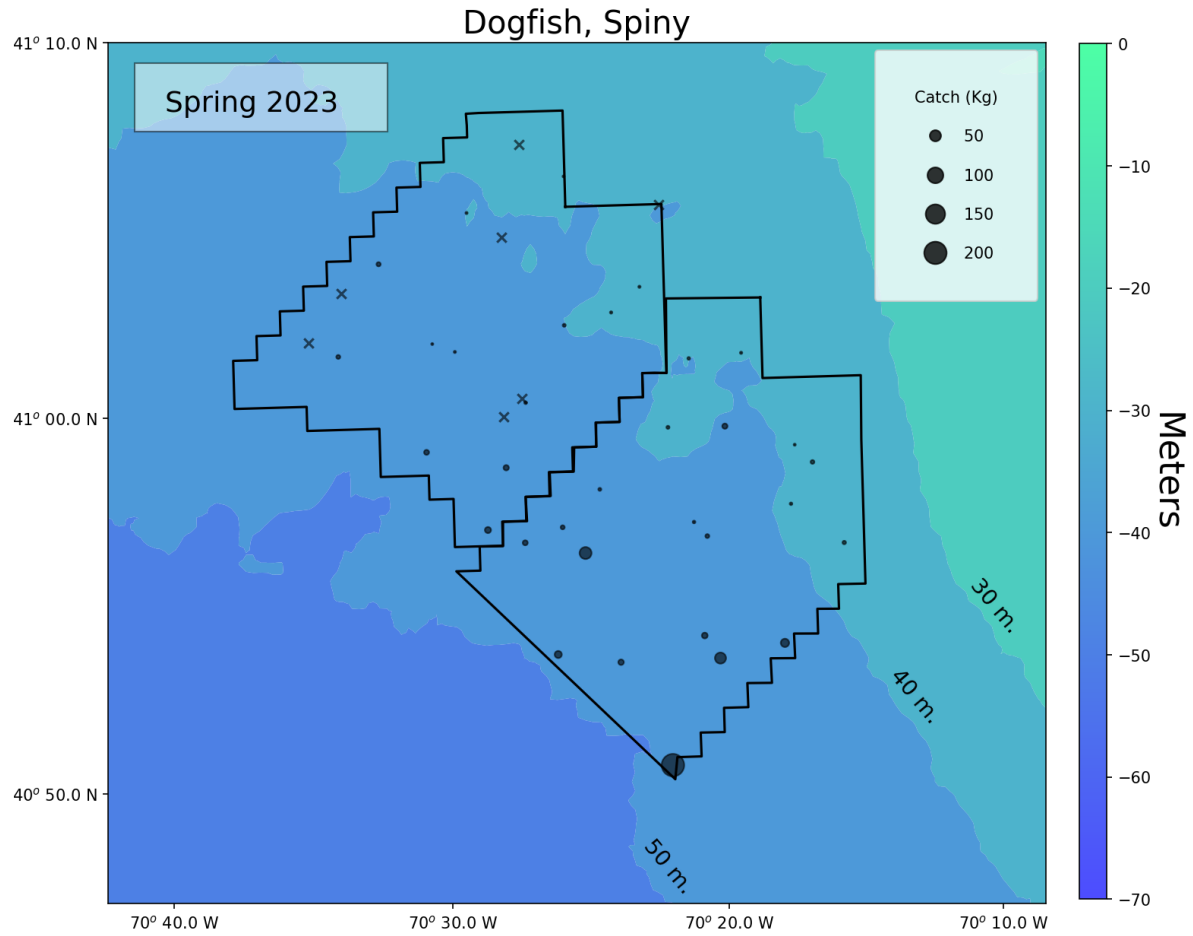 Dogfish, Spiny
41° 10.0 N
Spring 2023
Catch (Kg)
50
100
150
200
0
−10
−20
−30
−40
−50
−60
−70
Meters
41° 00.0 N
40° 50.0 N
30 m.
40 m.
50 m.
70° 40.0 W
70° 30.0 W
70° 20.0 W
70° 10.0 W